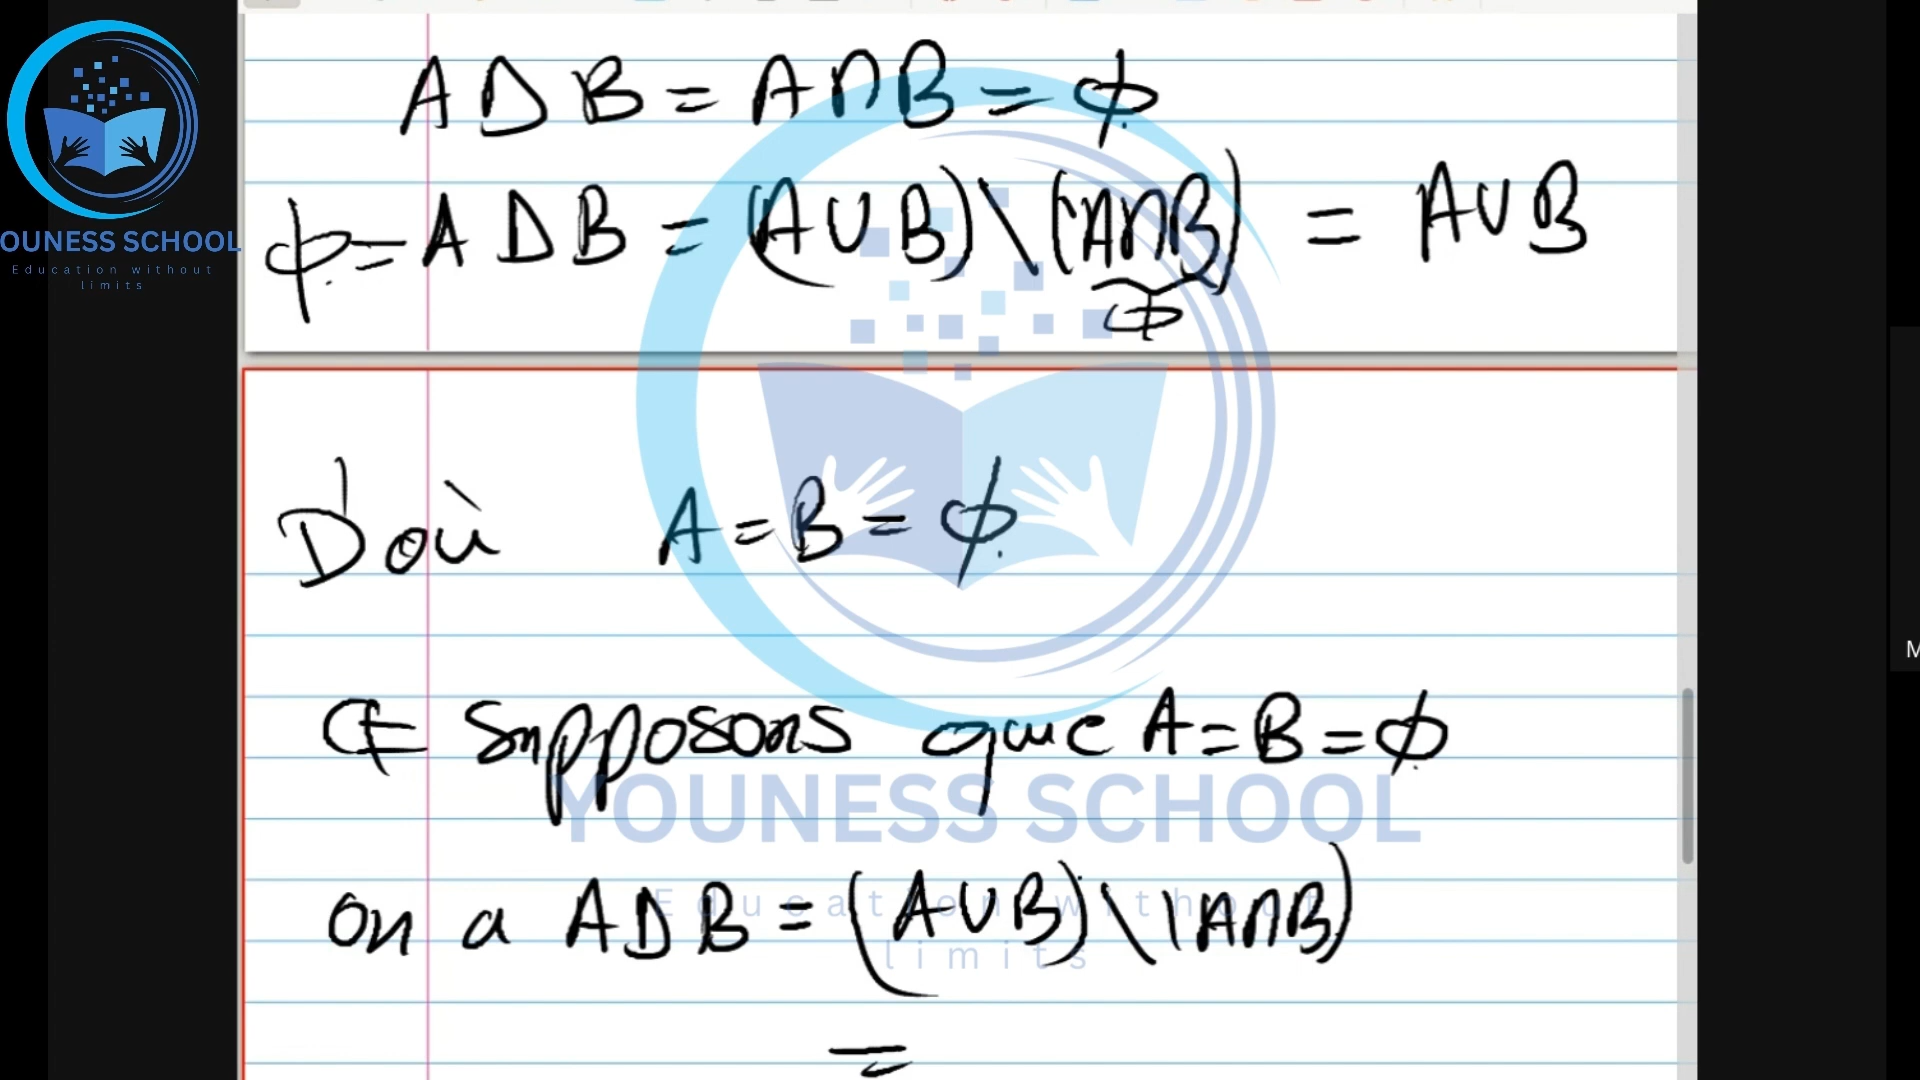 A Δ B = A ∩ B = ϕ
ϕ = A Δ B = (A ∪ B) \ (A ∩ B) = A ∪ B
ϕ
D'où A = B = ϕ
⇐ Supposons que A = B = ϕ
on a A Δ B = (A ∪ B) \ (A ∩ B)
=
OUNESS SCHOOL
Education without
limits
YOUNESS SCHOOL
Education without
limits
M